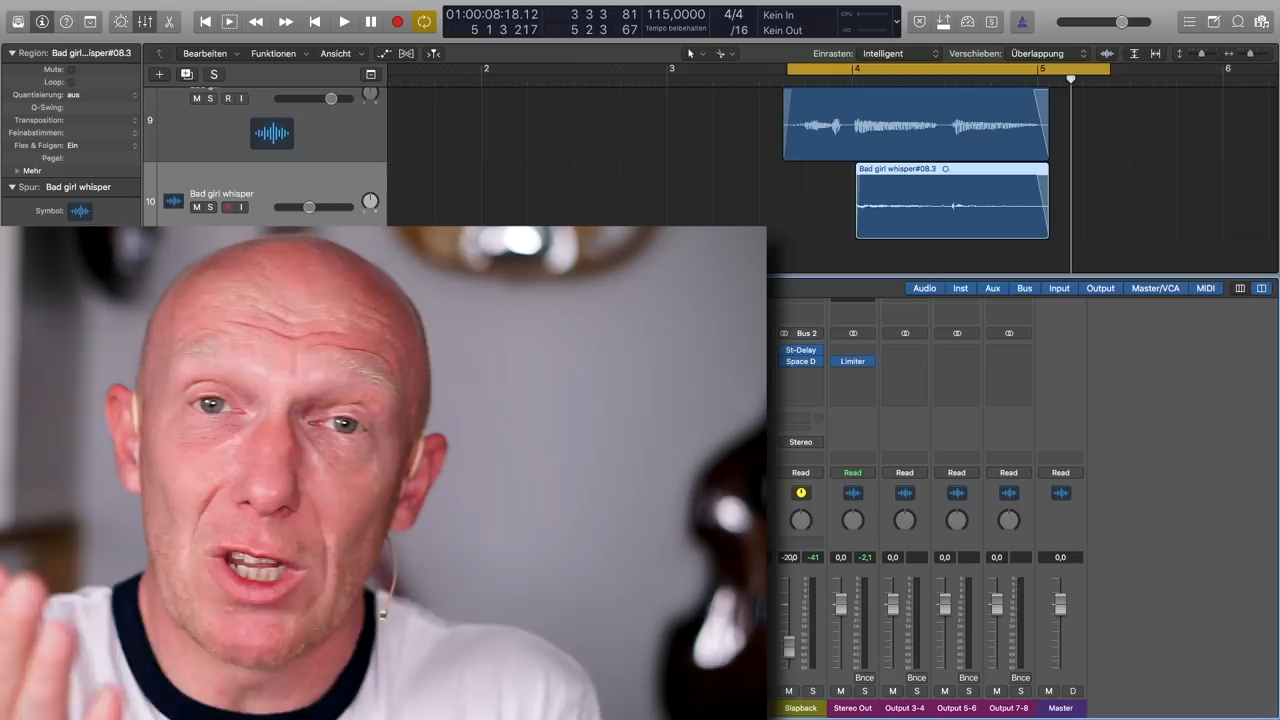 01:00:08:18.12
5 1 3 217
3 3 3 81
5 2 3 67
115,0000
Tempo beibehalten
4/4
/16
Kein In
Kein Out
CPU
S
Region: Bad girl...isper#08.3
Mute:
Loop:
Quantisierung: aus
Q-Swing:
Transposition:
Feinabstimmen:
Flex & Folgen: Ein
Pegel:
Mehr
Spur: Bad girl whisper
Symbol:
Bearbeiten
Funktionen
Ansicht
Einrasten: Intelligent
Verschieben: Überlappung
S
2
3
4
5
6
9
M S R I
10
Bad girl whisper
M S I
Bad girl whisper#08.3
Audio
Inst
Aux
Bus
Input
Output
Master/VCA
MIDI
Bus 2
St-Delay
Space D
Limiter
Stereo
Read Read Read Read Read Read
-20,0 -41 0,0 -2,1 0,0 0,0 0,0 0,0
Bnce Bnce Bnce Bnce
M S M S M S M S M S M D
Slapback
Stereo Out
Output 3-4
Output 5-6
Output 7-8
Master